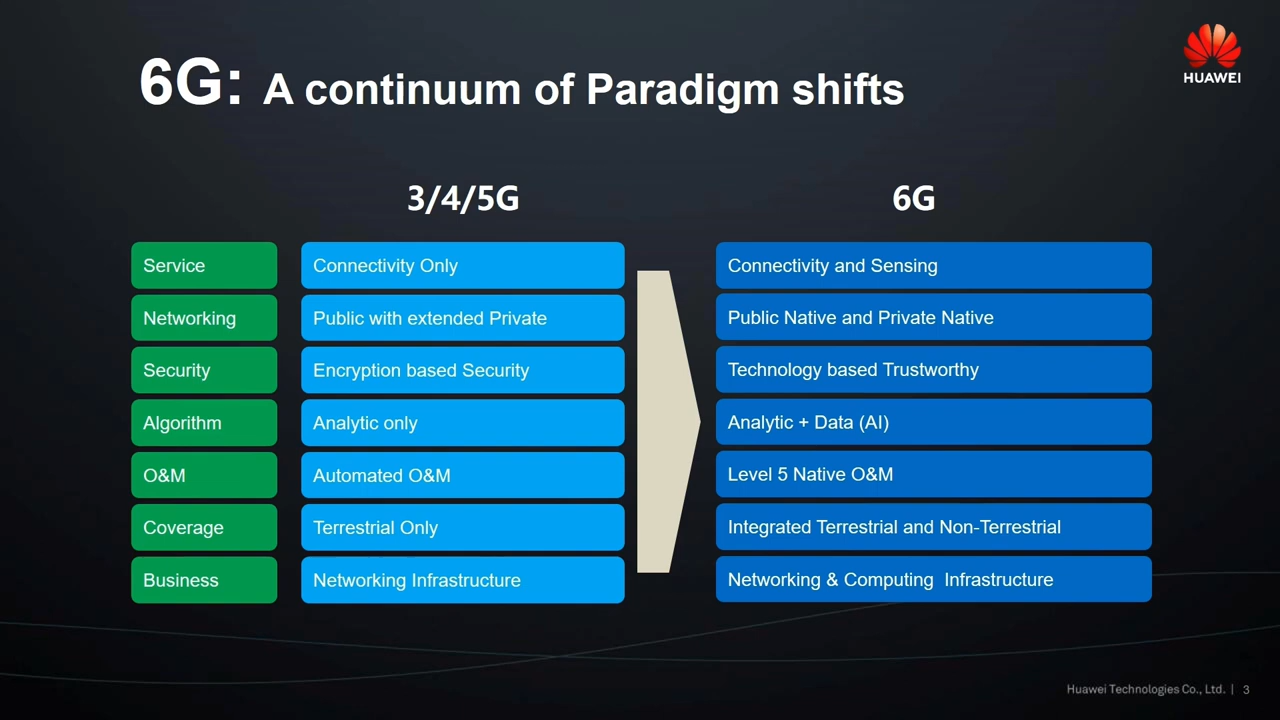 6G: A continuum of Paradigm shifts
HUAWEI
3/4/5G 6G
Service Connectivity Only Connectivity and Sensing
Networking Public with extended Private Public Native and Private Native
Security Encryption based Security Technology based Trustworthy
Algorithm Analytic only Analytic + Data (AI)
O&M Automated O&M Level 5 Native O&M
Coverage Terrestrial Only Integrated Terrestrial and Non-Terrestrial
Business Networking Infrastructure Networking & Computing Infrastructure
Huawei Technologies Co., Ltd. | 3